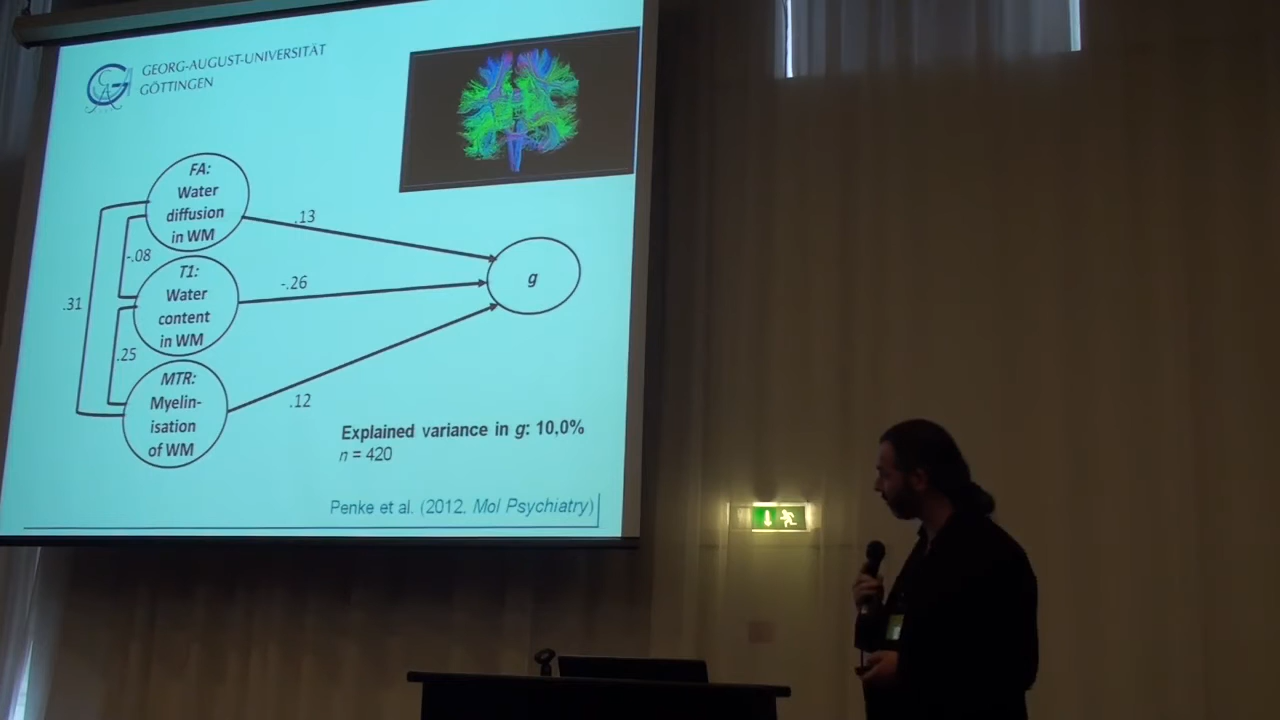 GEORG-AUGUST-UNIVERSITÄT
GÖTTINGEN
FA:
Water
diffusion
in WM
.13
-.08
T1:
Water
content
in WM
-.26
g
.31
.25
MTR:
Myelin-
isation
of WM
.12
Explained variance in g: 10,0%
n = 420
Penke et al. (2012, Mol Psychiatry)